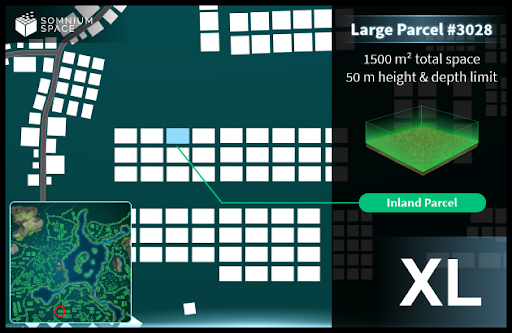 SOMNIUM
SPACE
Large Parcel #3028
1500 m² total space
50 m height & depth limit
Inland Parcel
XL